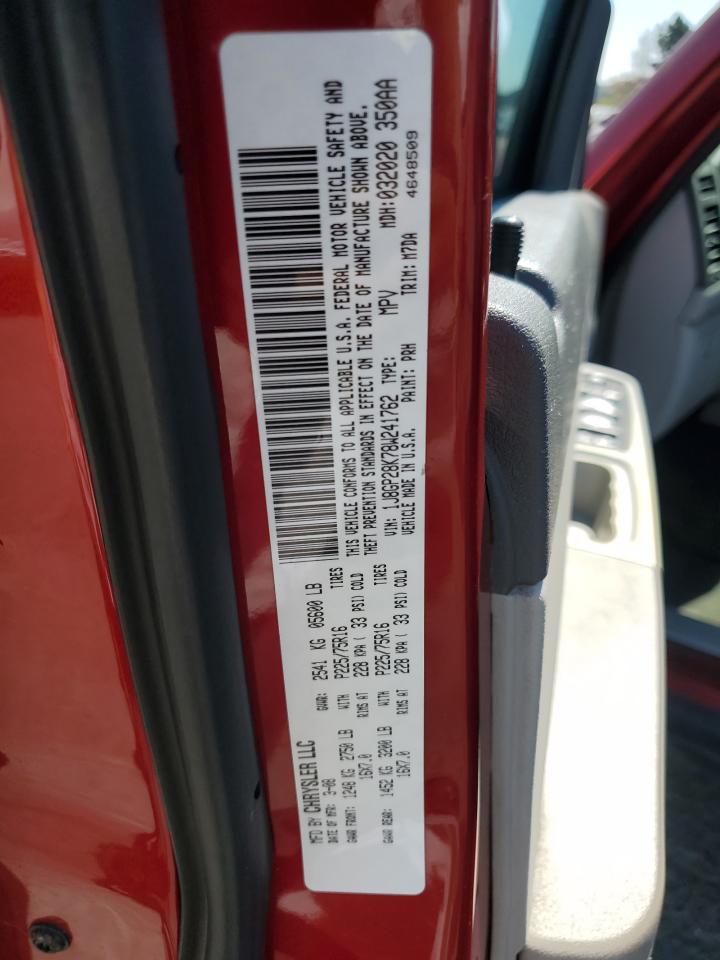 MFD BY CHRYSLER LLC
DATE OF MFR: 3-08 GVWR: 2541 KG 05600 LB
GAWR FRONT: 1248 KG 2750 LB WITH P225/75R16 TIRES
16X7.0 RIMS AT 228 KPA ( 33 PSI) COLD
GAWR REAR: 1452 KG 3200 LB WITH P225/75R16 TIRES
16X7.0 RIMS AT 228 KPA ( 33 PSI) COLD
THIS VEHICLE CONFORMS TO ALL APPLICABLE U.S.A. FEDERAL MOTOR VEHICLE SAFETY AND
THEFT PREVENTION STANDARDS IN EFFECT ON THE DATE OF MANUFACTURE SHOWN ABOVE.
VIN: 1J8GP28K78W241762 TYPE: MPV MDH:032020 350AA
VEHICLE MADE IN U.S.A. PAINT: PRH TRIM: M7DA 4648509